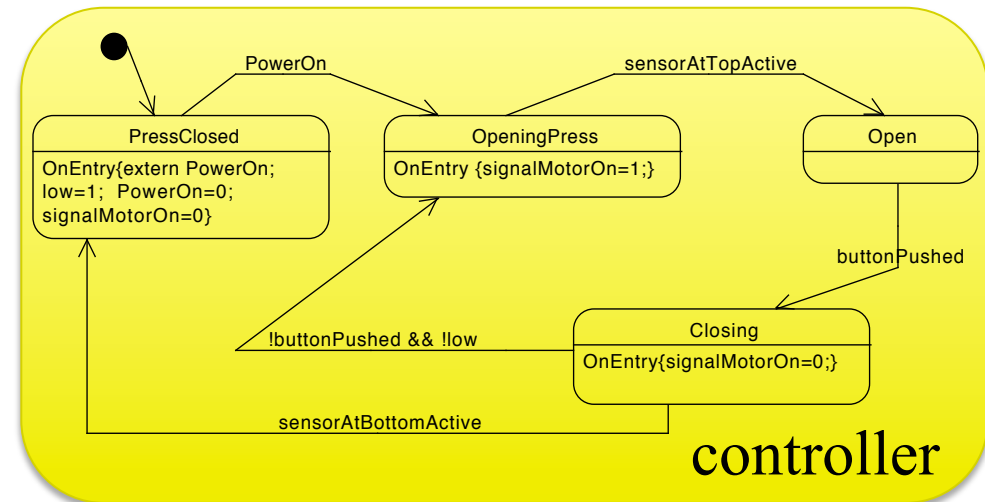 PowerOn
sensorAtTopActive
PressClosed
OnEntry{extern PowerOn;
low=1;  PowerOn=0;
signalMotorOn=0}
OpeningPress
OnEntry {signalMotorOn=1;}
Open
buttonPushed
Closing
OnEntry{signalMotorOn=0;}
!buttonPushed && !low
sensorAtBottomActive
controller